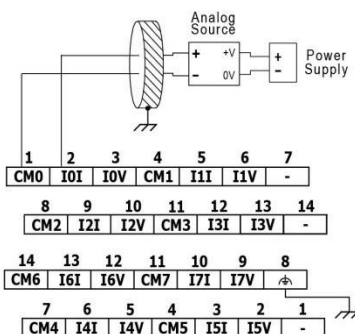 Analog
Source
+ +V + Power
- 0V - Supply
1 2 3 4 5 6 7
CM0 I0I I0V CM1 I1I I1V -
8 9 10 11 12 13 14
CM2 I2I I2V CM3 I3I I3V -
14 13 12 11 10 9 8
CM6 I6I I6V CM7 I7I I7V
7 6 5 4 3 2 1
CM4 I4I I4V CM5 I5I I5V -